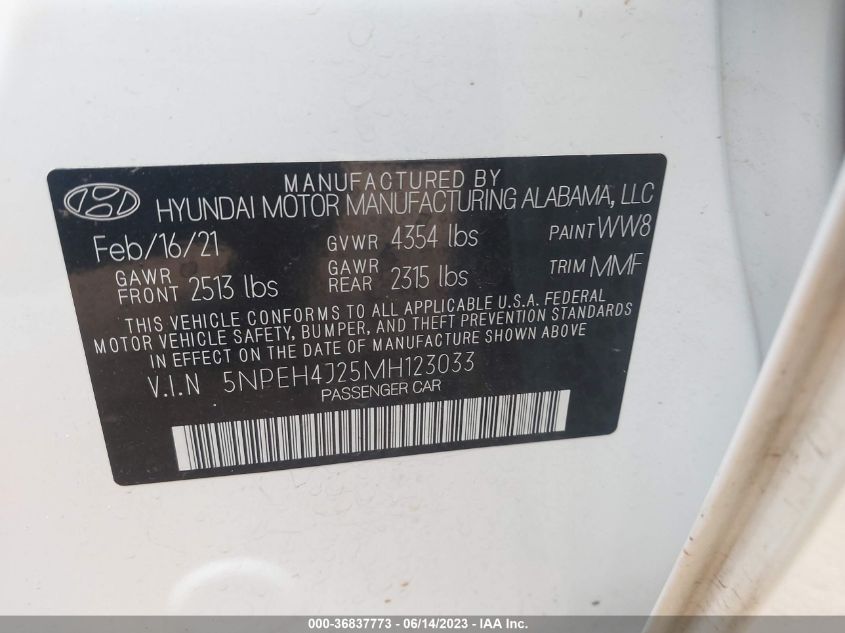 MANUFACTURED BY
HYUNDAI MOTOR MANUFACTURING ALABAMA, LLC
Feb/16/21 GVWR 4354 lbs PAINT WW8
GAWR FRONT 2513 lbs GAWR REAR 2315 lbs TRIM MMF
THIS VEHICLE CONFORMS TO ALL APPLICABLE U.S.A. FEDERAL
MOTOR VEHICLE SAFETY, BUMPER, AND THEFT PREVENTION STANDARDS
IN EFFECT ON THE DATE OF MANUFACTURE SHOWN ABOVE
V.I.N 5NPEH4J25MH123033
PASSENGER CAR
000-36837773 - 06/14/2023 - IAA Inc.